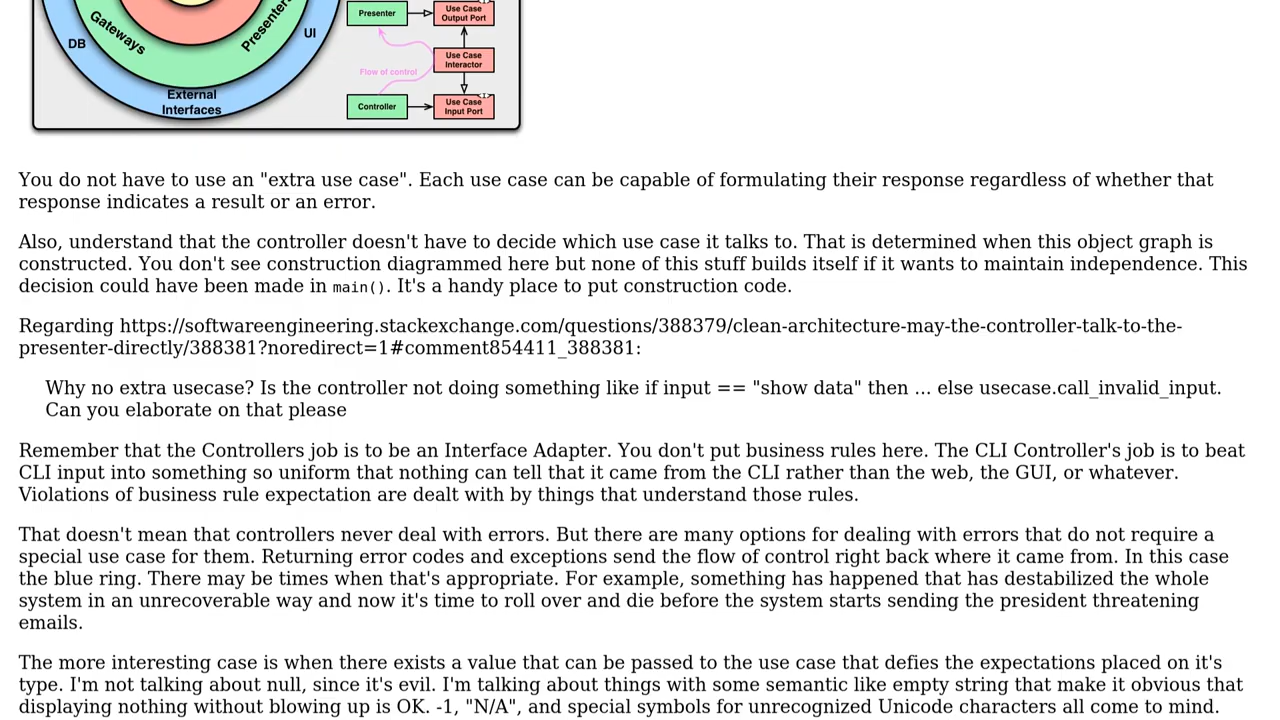 DB
Gateways
Presenters
UI
External
Interfaces
Presenter
Use Case
Output Port
Flow of control
Use Case
Interactor
Controller
Use Case
Input Port
You do not have to use an "extra use case". Each use case can be capable of formulating their response regardless of whether that
response indicates a result or an error.
Also, understand that the controller doesn't have to decide which use case it talks to. That is determined when this object graph is
constructed. You don't see construction diagrammed here but none of this stuff builds itself if it wants to maintain independence. This
decision could have been made in main(). It's a handy place to put construction code.
Regarding https://softwareengineering.stackexchange.com/questions/388379/clean-architecture-may-the-controller-talk-to-the-
presenter-directly/388381?noredirect=1#comment854411_388381:
Why no extra usecase? Is the controller not doing something like if input == "show data" then ... else usecase.call_invalid_input.
Can you elaborate on that please
Remember that the Controllers job is to be an Interface Adapter. You don't put business rules here. The CLI Controller's job is to beat
CLI input into something so uniform that nothing can tell that it came from the CLI rather than the web, the GUI, or whatever.
Violations of business rule expectation are dealt with by things that understand those rules.
That doesn't mean that controllers never deal with errors. But there are many options for dealing with errors that do not require a
special use case for them. Returning error codes and exceptions send the flow of control right back where it came from. In this case
the blue ring. There may be times when that's appropriate. For example, something has happened that has destabilized the whole
system in an unrecoverable way and now it's time to roll over and die before the system starts sending the president threatening
emails.
The more interesting case is when there exists a value that can be passed to the use case that defies the expectations placed on it's
type. I'm not talking about null, since it's evil. I'm talking about things with some semantic like empty string that make it obvious that
displaying nothing without blowing up is OK. -1, "N/A", and special symbols for unrecognized Unicode characters all come to mind.